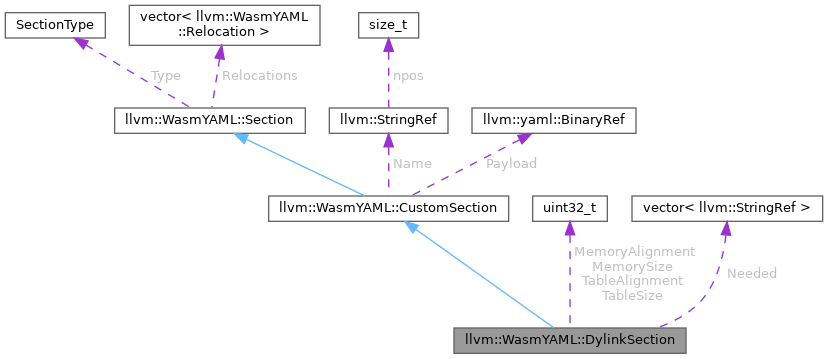 SectionType
vector< llvm::WasmYAML
::Relocation >
size_t
Type
Relocations
npos
llvm::WasmYAML::Section
llvm::StringRef
llvm::yaml::BinaryRef
Name
Payload
llvm::WasmYAML::CustomSection
uint32_t
vector< llvm::StringRef >
MemoryAlignment
MemorySize
TableAlignment
TableSize
Needed
llvm::WasmYAML::DylinkSection